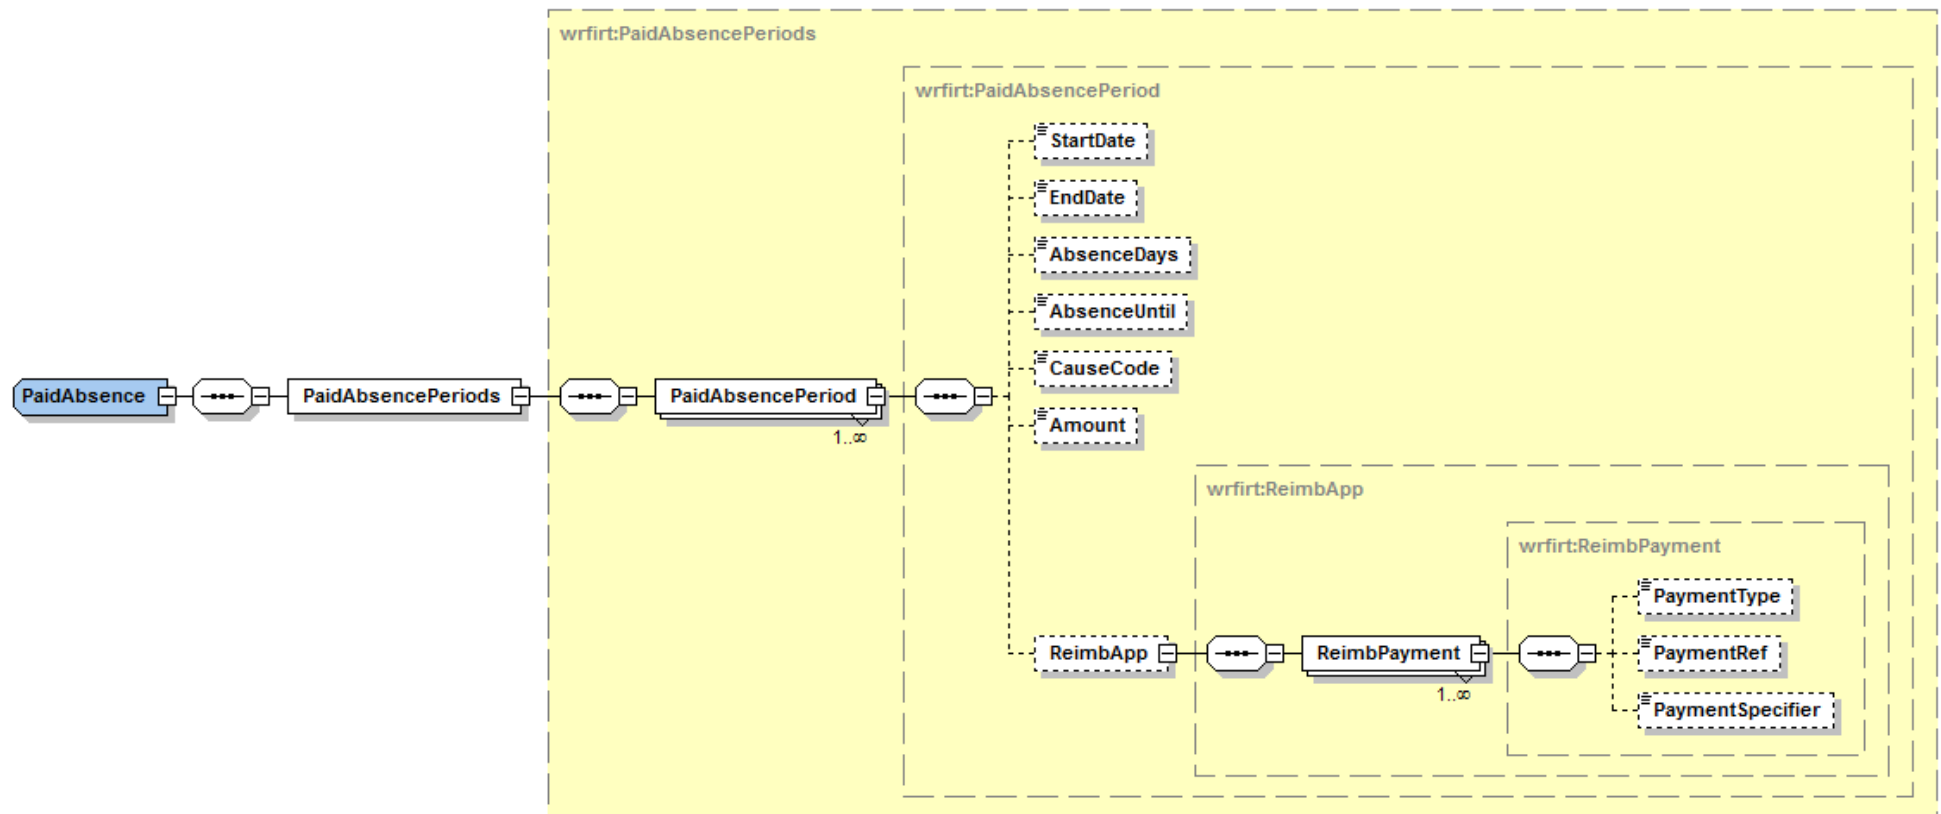 wrfirt:PaidAbsencePeriods
wrfirt:PaidAbsencePeriod
StartDate
EndDate
AbsenceDays
AbsenceUntil
CauseCode
PaidAbsence
PaidAbsencePeriods
PaidAbsencePeriod
1..∞
Amount
wrfirt:ReimbApp
wrfirt:ReimbPayment
PaymentType
ReimbApp
ReimbPayment
1..∞
PaymentRef
PaymentSpecifier